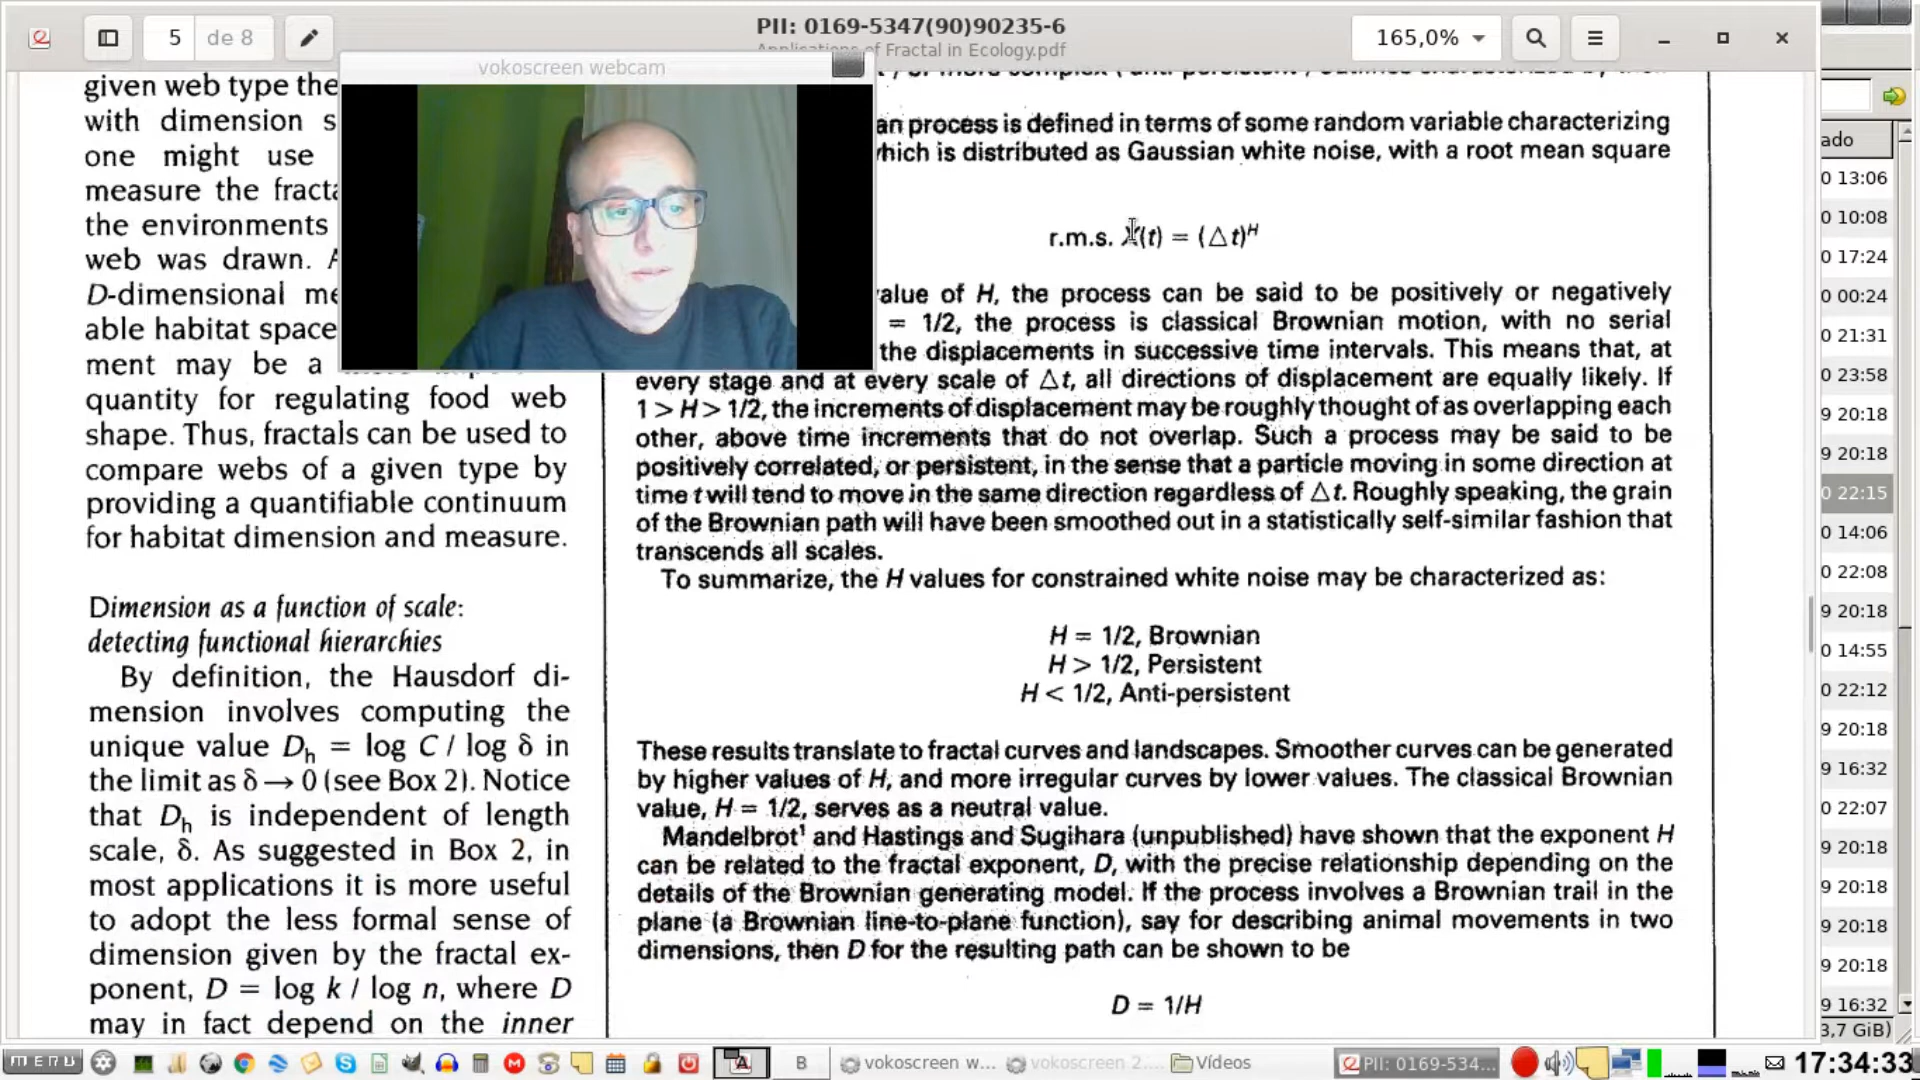 PII: 0169-5347(90)90235-6
Applications of Fractal in Ecology.pdf
5 de 8
165,0%
vokoscreen webcam
given web type the
with dimension s
one might use
measure the fracta
the environments
web was drawn. A
D-dimensional me
able habitat space
ment may be a
quantity for regulating food web
shape. Thus, fractals can be used to
compare webs of a given type by
providing a quantifiable continuum
for habitat dimension and measure.
Dimension as a function of scale:
detecting functional hierarchies
By definition, the Hausdorf di-
mension involves computing the
unique value Dh = log C / log δ in
the limit as δ → 0 (see Box 2). Notice
that Dh is independent of length
scale, δ. As suggested in Box 2, in
most applications it is more useful
to adopt the less formal sense of
dimension given by the fractal ex-
ponent, D = log k / log n, where D
may in fact depend on the inner
an process is defined in terms of some random variable characterizing
hich is distributed as Gaussian white noise, with a root mean square
r.m.s. X(t) = (△t)^H
alue of H, the process can be said to be positively or negatively
= 1/2, the process is classical Brownian motion, with no serial
the displacements in successive time intervals. This means that, at
every stage and at every scale of △t, all directions of displacement are equally likely. If
1 > H > 1/2, the increments of displacement may be roughly thought of as overlapping each
other, above time increments that do not overlap. Such a process may be said to be
positively correlated, or persistent, in the sense that a particle moving in some direction at
time t will tend to move in the same direction regardless of △t. Roughly speaking, the grain
of the Brownian path will have been smoothed out in a statistically self-similar fashion that
transcends all scales.
To summarize, the H values for constrained white noise may be characterized as:
H = 1/2, Brownian
H > 1/2, Persistent
H < 1/2, Anti-persistent
These results translate to fractal curves and landscapes. Smoother curves can be generated
by higher values of H, and more irregular curves by lower values. The classical Brownian
value, H = 1/2, serves as a neutral value.
Mandelbrot¹ and Hastings and Sugihara (unpublished) have shown that the exponent H
can be related to the fractal exponent, D, with the precise relationship depending on the
details of the Brownian generating model. If the process involves a Brownian trail in the
plane (a Brownian line-to-plane function), say for describing animal movements in two
dimensions, then D for the resulting path can be shown to be
D = 1/H
ado
0 13:06
0 10:08
0 17:24
0 00:24
0 21:31
0 23:58
9 20:18
9 20:18
0 22:15
0 14:06
0 22:08
9 20:18
0 14:55
0 22:12
9 20:18
9 16:32
0 22:07
9 20:18
9 20:18
9 20:18
9 20:18
9 16:32
3,7 GiB)
MENU
B
vokoscreen w...
vokoscreen 2....
Vídeos
PII: 0169-534...
17:34:33